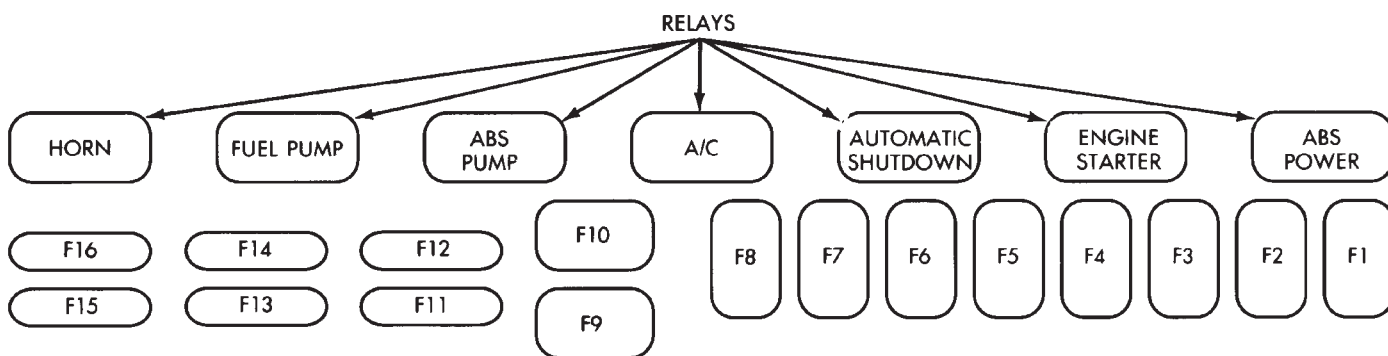 RELAYS
HORN
FUEL PUMP
ABS
PUMP
A/C
AUTOMATIC
SHUTDOWN
ENGINE
STARTER
ABS
POWER
F16
F14
F12
F10
F8
F7
F6
F5
F4
F3
F2
F1
F15
F13
F11
F9